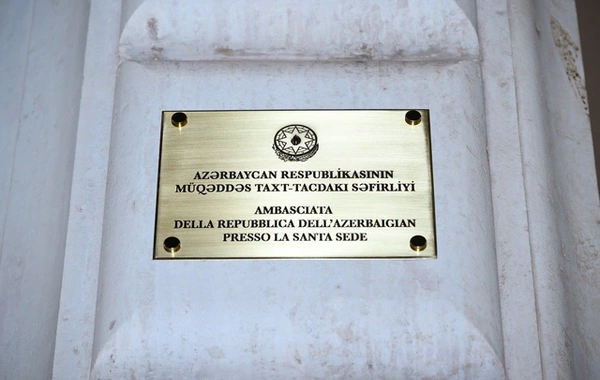 AZƏRBAYCAN RESPUBLİKASININ
MÜQƏDDƏS TAXT-TACDAKI SƏFİRLİYİ
AMBASCIATA
DELLA REPUBBLICA DELL'AZERBAIGIAN
PRESSO LA SANTA SEDE